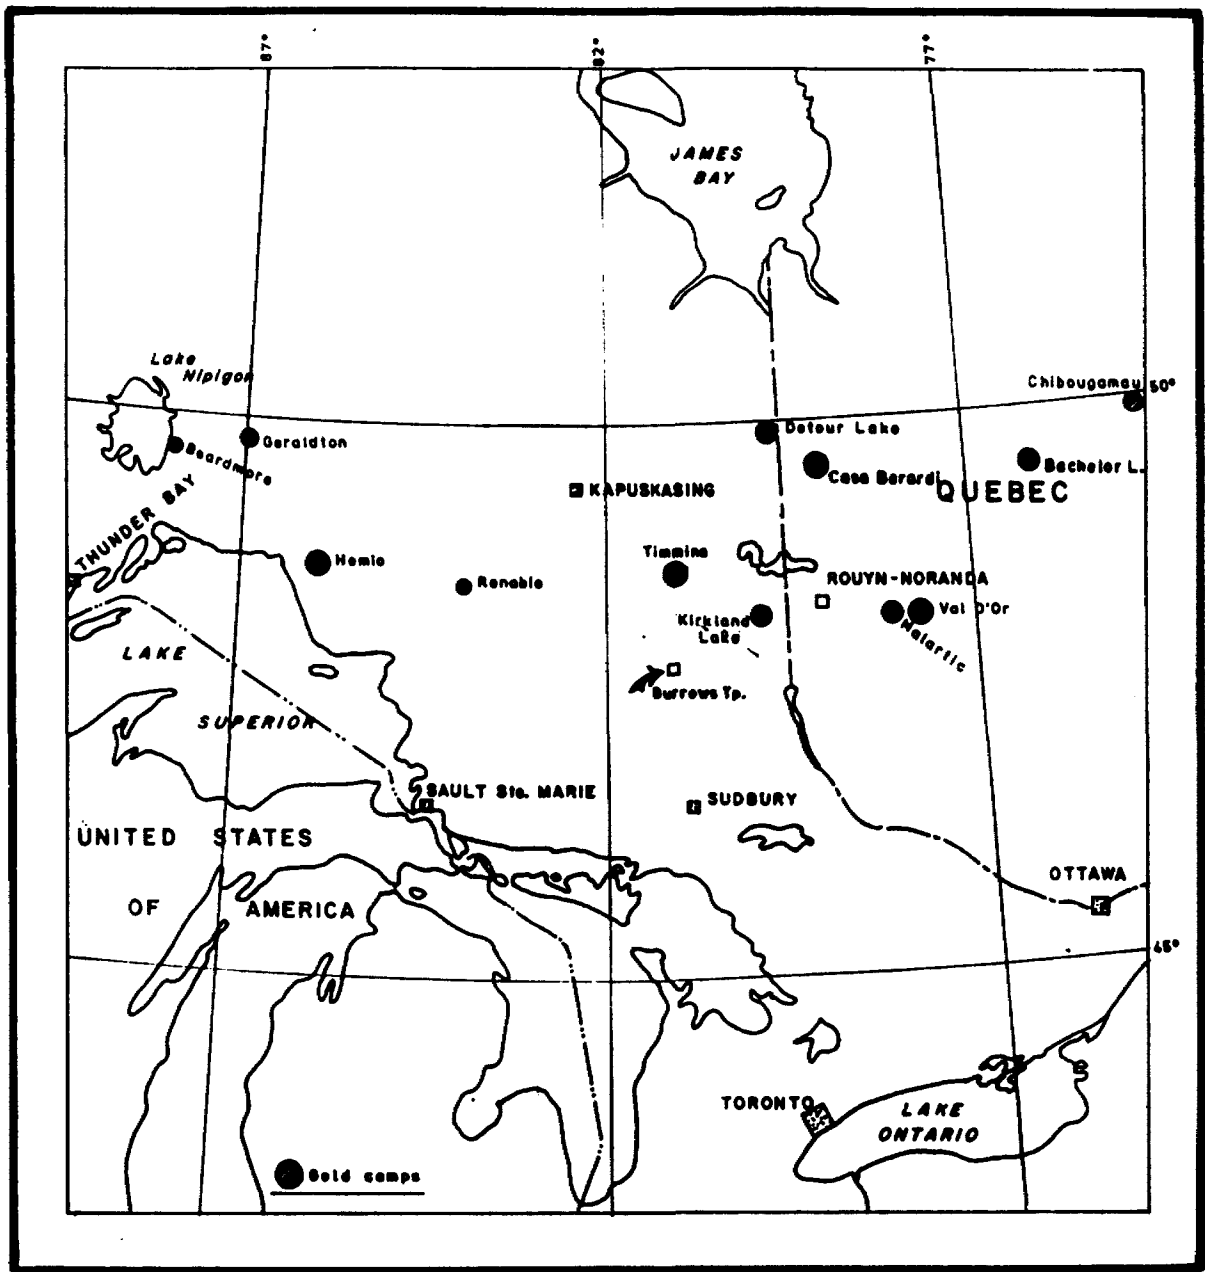 87°
82°
77°
JAMES
BAY
Lake
Nipigon
Chibougamau
50°
Beardmore
Geraldton
Detour Lake
Casa Berardi
Bachelor L.
QUEBEC
KAPUSKASING
THUNDER BAY
Hemlo
Renabie
Timmins
ROUYN-NORANDA
Val D'Or
Malartic
Kirkland
Lake
Burrows Tp.
LAKE
SUPERIOR
SAULT Ste. MARIE
SUDBURY
UNITED STATES
OF AMERICA
OTTAWA
45°
TORONTO
LAKE
ONTARIO
Gold camps